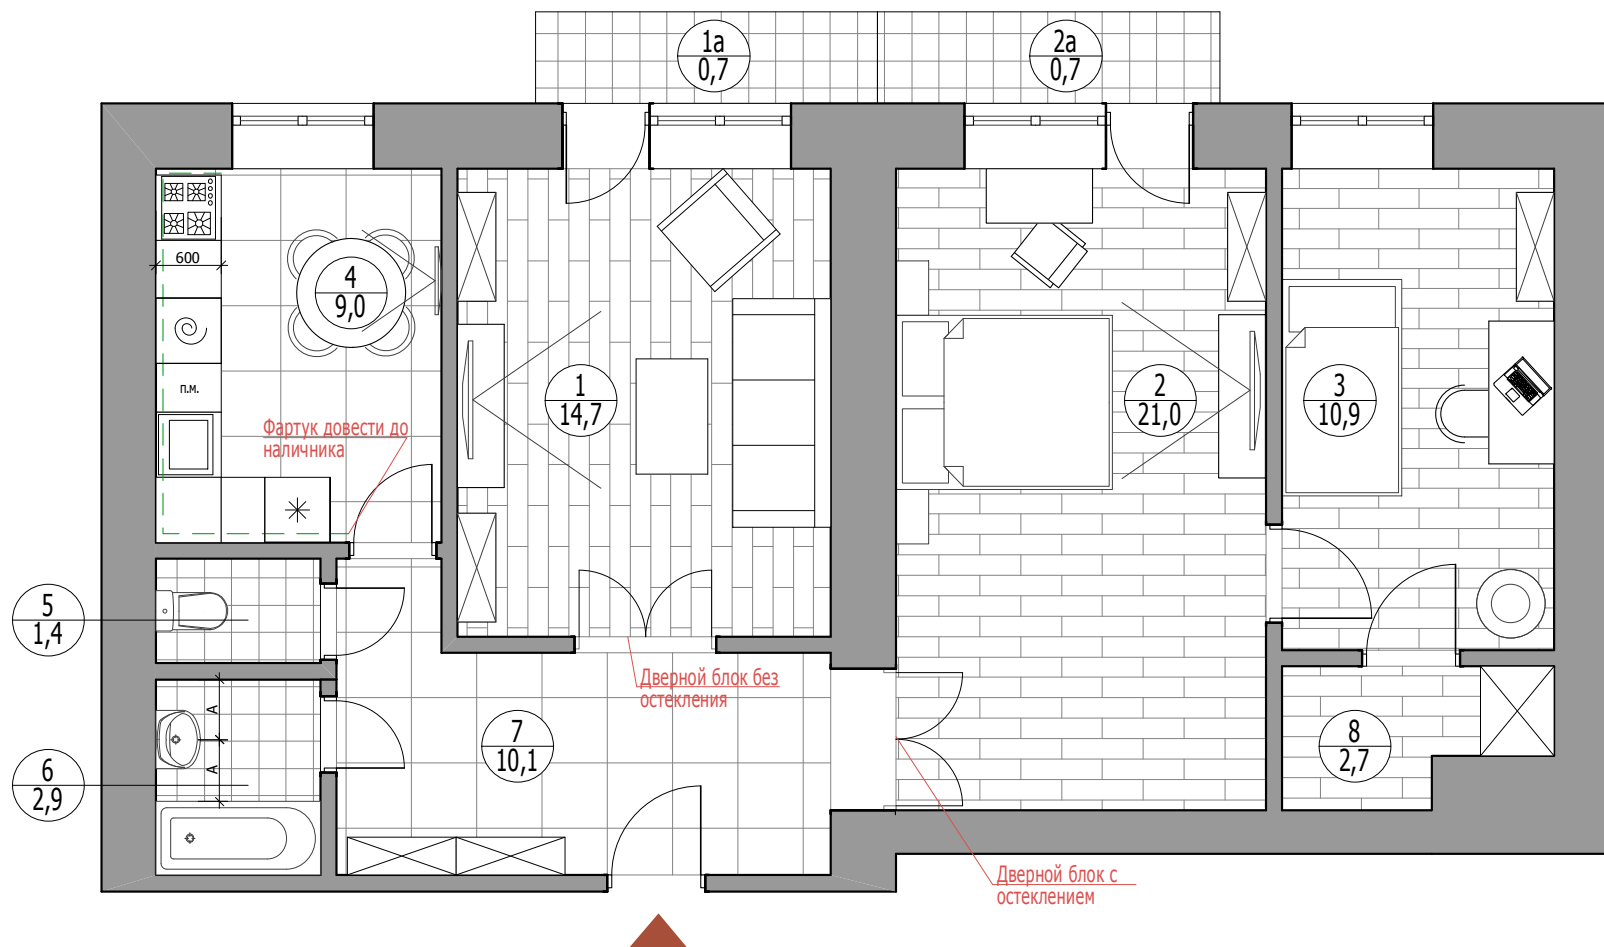 1а
0,7
2а
0,7
600
4
9,0
п.м.
Фартук довести до
наличника
1
14,7
2
21,0
3
10,9
5
1,4
Дверной блок без
остекления
А
А
7
10,1
8
2,7
6
2,9
Дверной блок с
остеклением